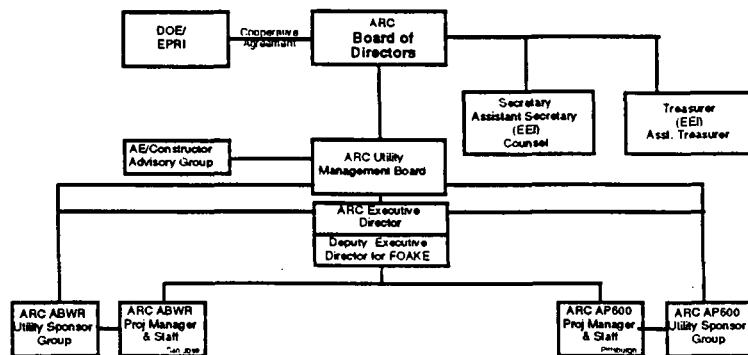 DOE/
EPRI
Cooperative
Agreement
ARC
Board of
Directors
Secretary
Assistant Secretary
(EEI)
Counsel
Treasurer
(EEI)
Asst. Treasurer
AE/Constructor
Advisory Group
ARC Utility
Management Board
ARC Executive
Director
Deputy Executive
Director for FOAKE
ARC ABWR
Utility Sponsor
Group
ARC ABWR
Proj Manager
& Staff
San Jose
ARC AP600
Proj Manager
& Staff
Pittsburgh
ARC AP600
Utility Sponsor
Group